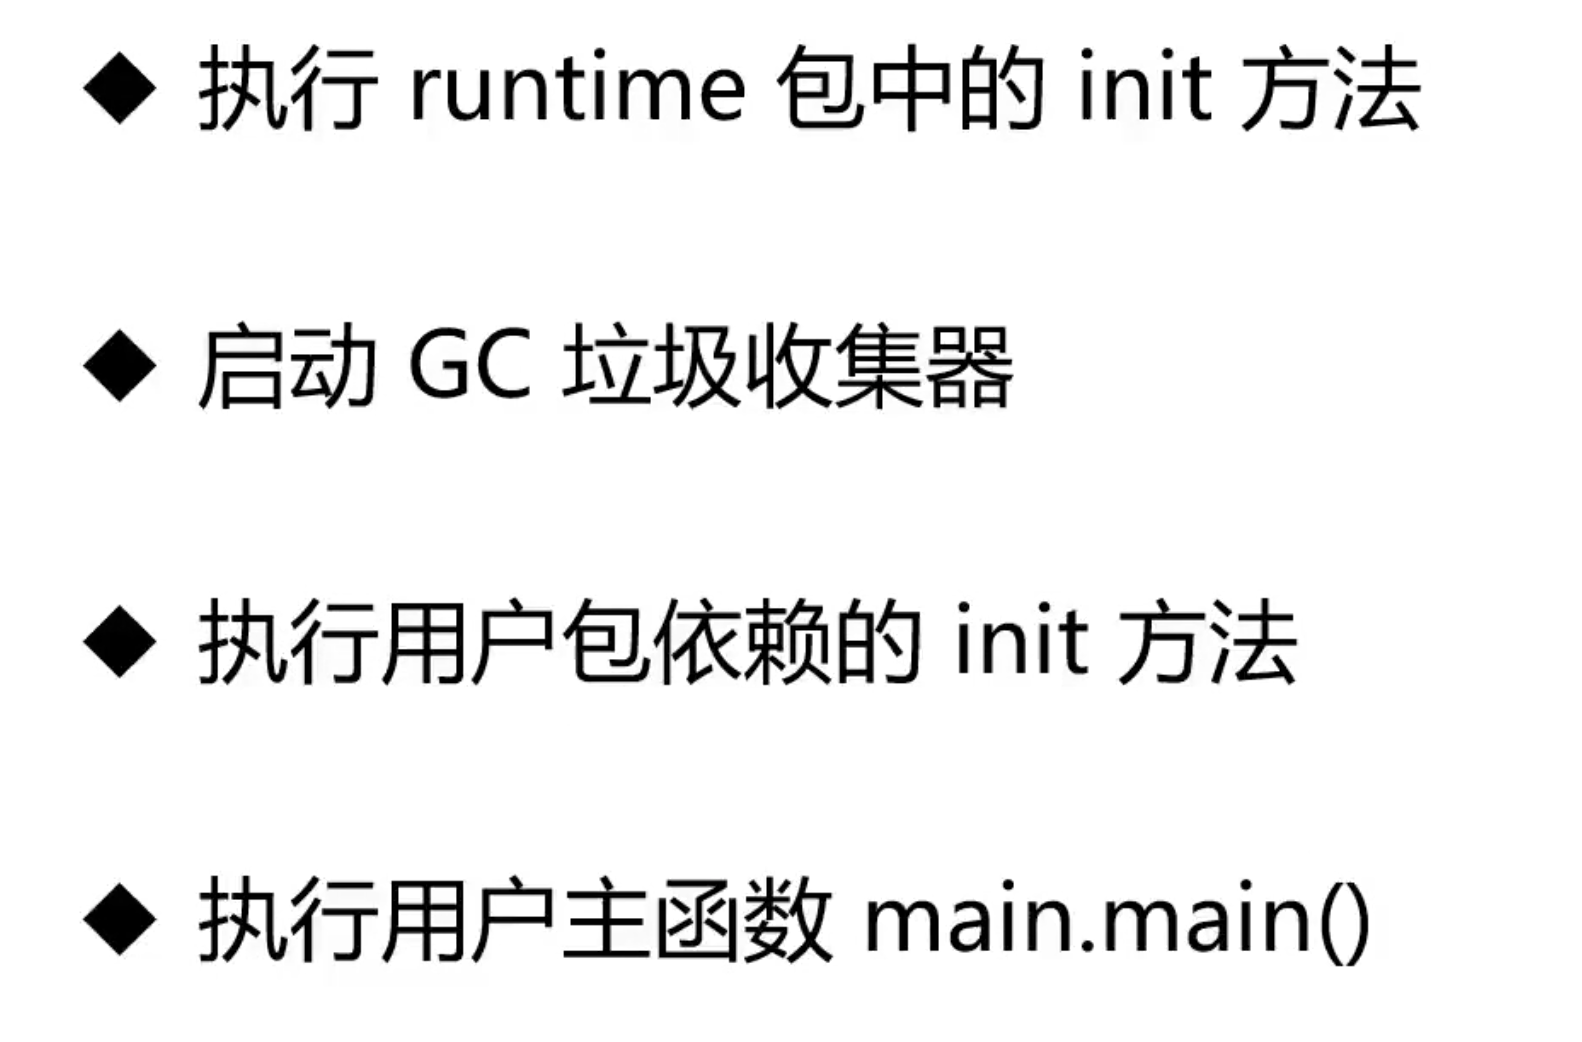 ◆ 执行 runtime 包中的 init 方法
◆ 启动 GC 垃圾收集器
◆ 执行用户包依赖的 init 方法
◆ 执行用户主函数 main.main()